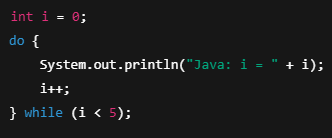 int i = 0;
do {
    System.out.println("Java: i = " + i);
    i++;
} while (i < 5);